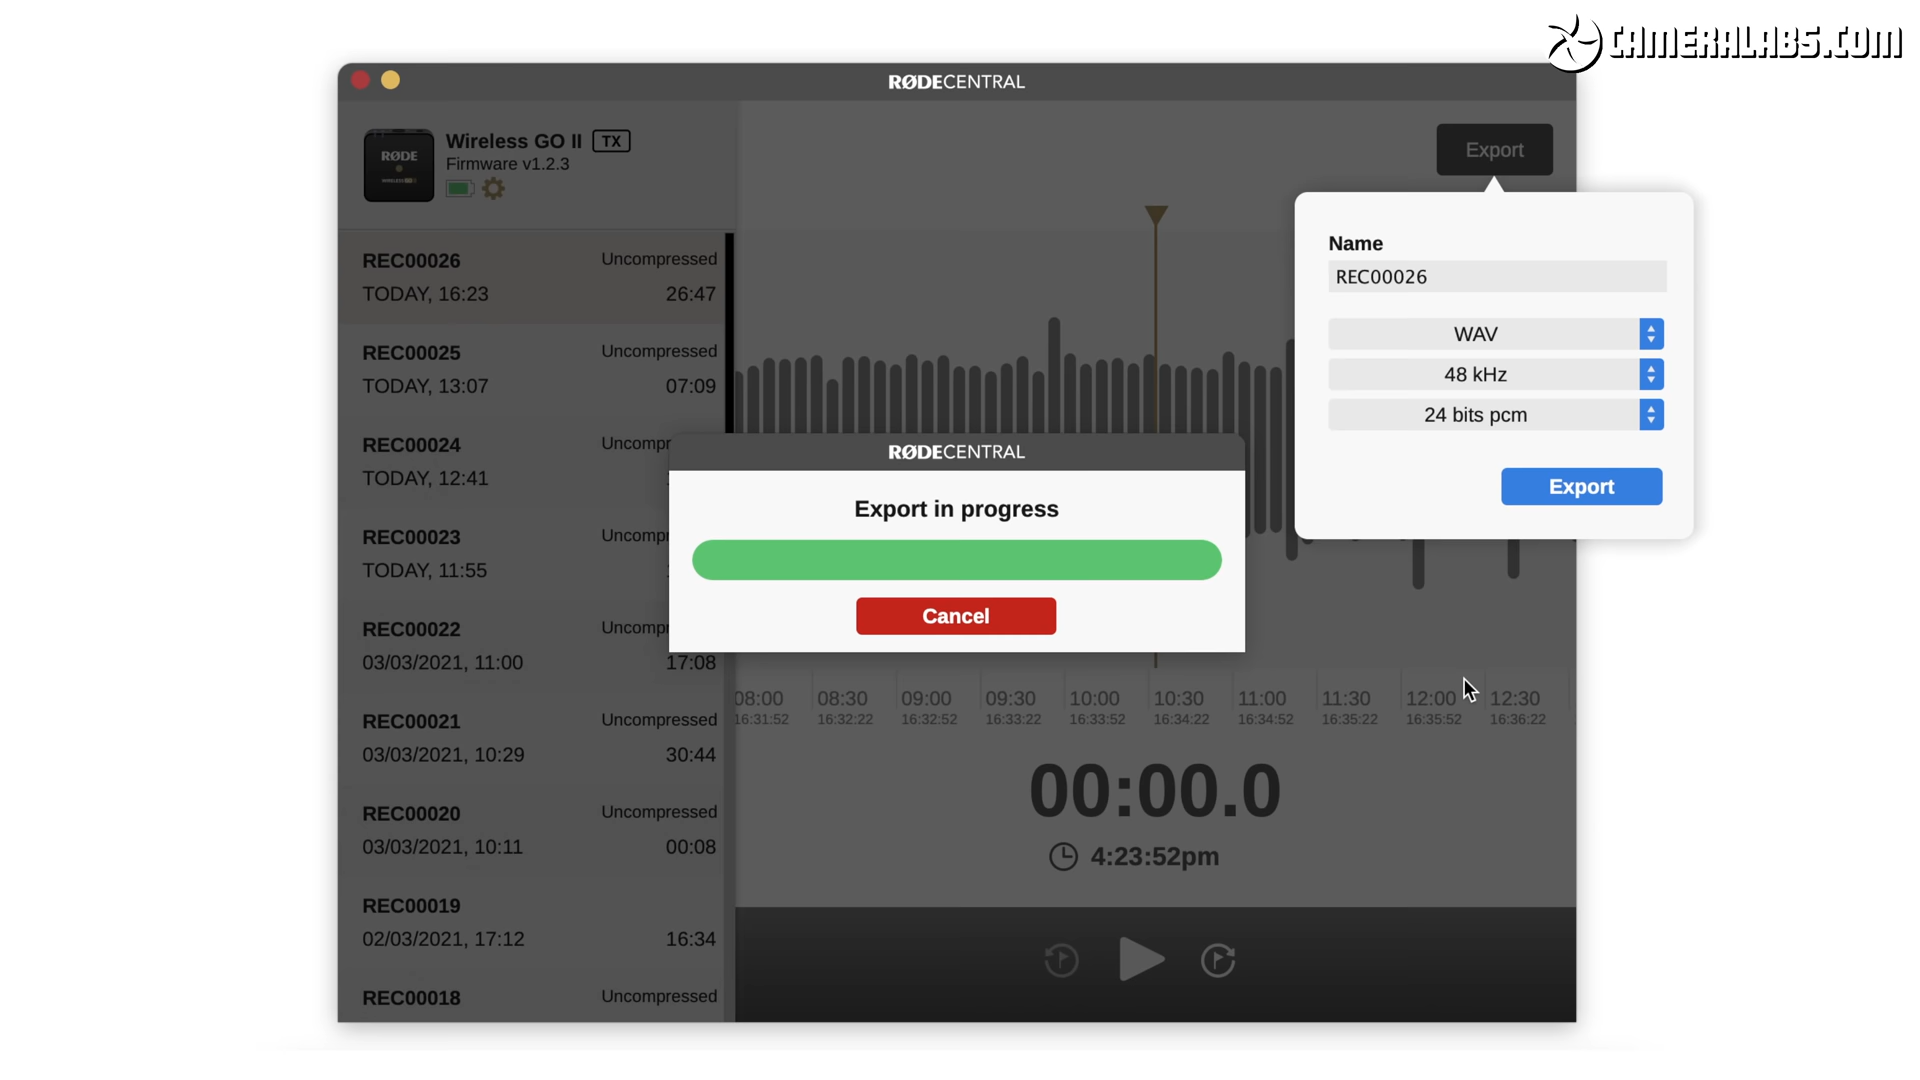 CAMERALABS.COM
RØDECENTRAL
RØDE
Wireless GO II TX
Firmware v1.2.3
Export
REC00026 Uncompressed
TODAY, 16:23 26:47
REC00025 Uncompressed
TODAY, 13:07 07:09
REC00024 Uncomp
TODAY, 12:41
REC00023 Uncomp
TODAY, 11:55
REC00022 Uncomp
03/03/2021, 11:00 17:08
REC00021 Uncompressed
03/03/2021, 10:29 30:44
REC00020 Uncompressed
03/03/2021, 10:11 00:08
REC00019
02/03/2021, 17:12 16:34
REC00018 Uncompressed
Name
REC00026
WAV
48 kHz
24 bits pcm
Export
RØDECENTRAL
Export in progress
Cancel
08:00 08:30 09:00 09:30 10:00 10:30 11:00 11:30 12:00 12:30
16:31:52 16:32:22 16:32:52 16:33:22 16:33:52 16:34:22 16:34:52 16:35:22 16:35:52 16:36:22
00:00.0
4:23:52pm